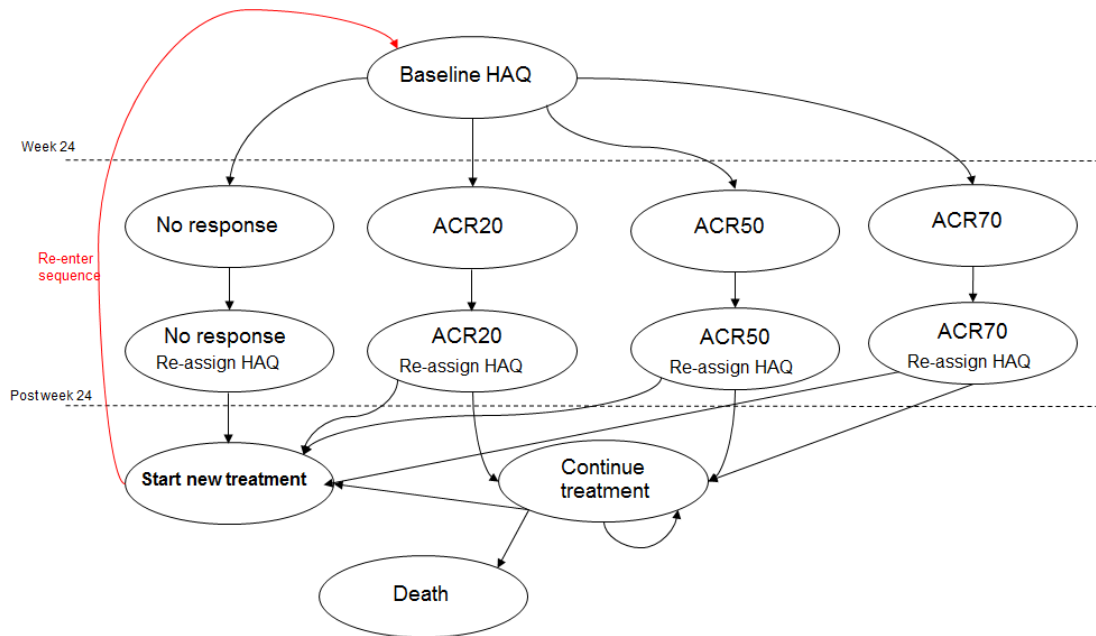 Baseline HAQ
Week 24
No response
ACR20
ACR50
ACR70
Re-enter
sequence
No response
Re-assign HAQ
ACR20
Re-assign HAQ
ACR50
Re-assign HAQ
ACR70
Re-assign HAQ
Post week 24
Start new treatment
Continue
treatment
Death